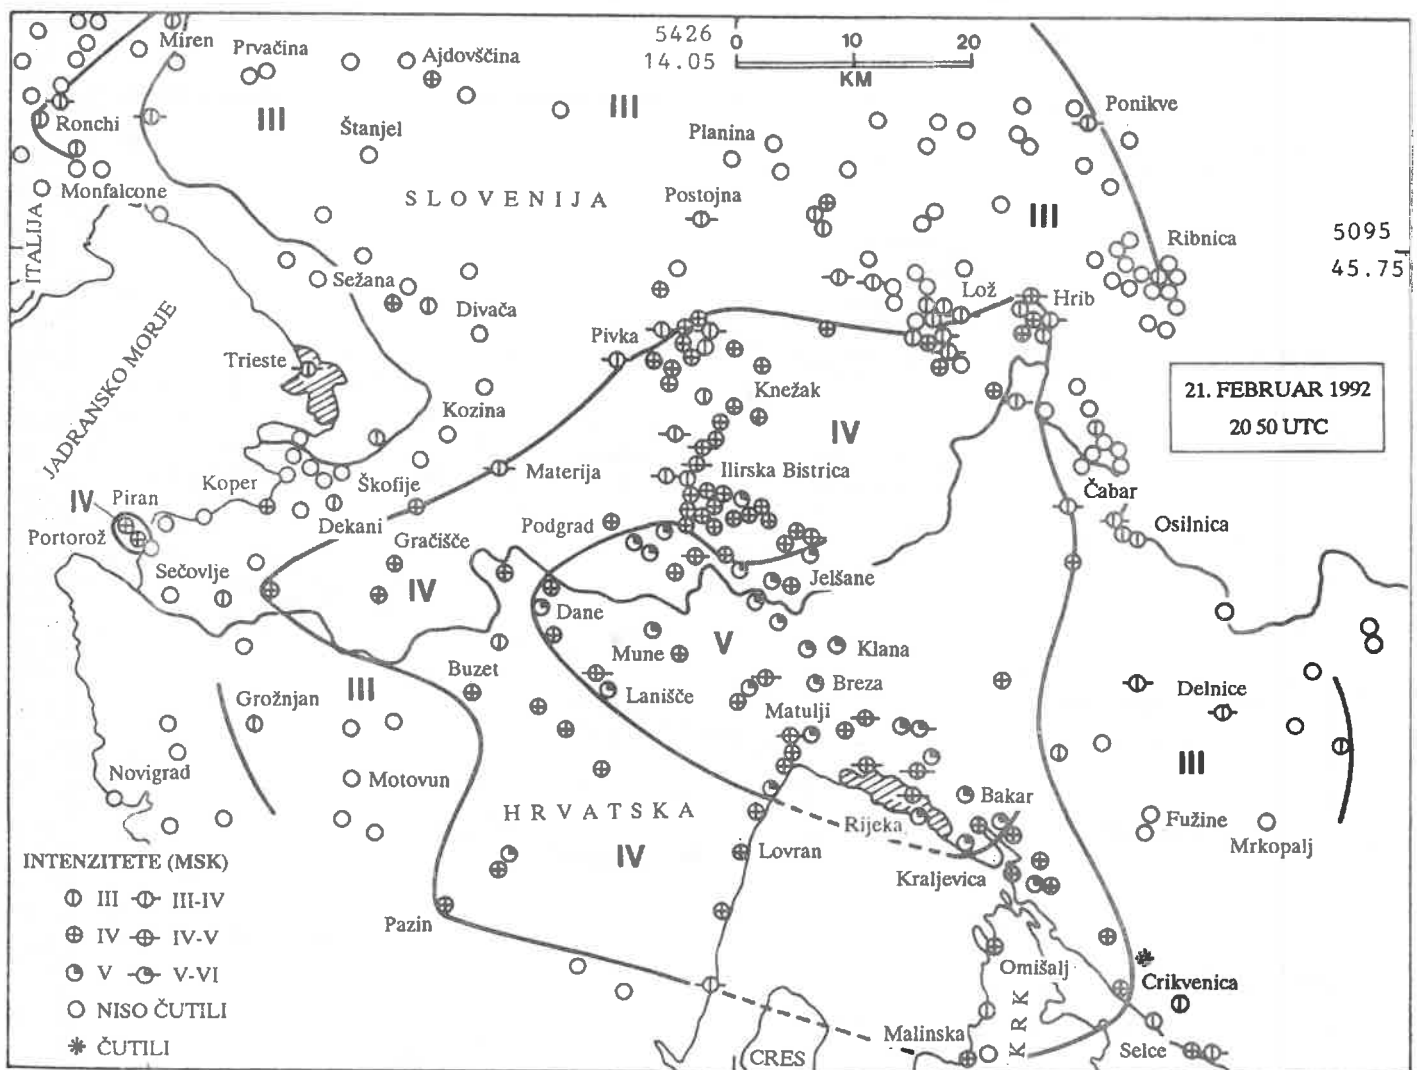 5426
14.05
0 10 20
KM
Miren
Prvačina
Ajdovščina
III
III
Ponikve
Ronchi
Štanjel
Planina
Monfalcone
SLOVENIJA
Postojna
III
ITALIJA
Ribnica
5095
45.75
Sežana
Divača
Lož
Hrib
JADRANSKO MORJE
Trieste
Pivka
Knežak
21. FEBRUAR 1992
20 50 UTC
Kozina
IV
Koper
Škofije
Materija
Ilirska Bistrica
IV
Piran
Portorož
Dekani
Podgrad
Čabar
Osilnica
Gračišče
Sečovlje
IV
Jelšane
Dane
Mune
V
Klana
Buzet
Lanišče
Breza
Grožnjan
III
Matulji
Delnice
Novigrad
Motovun
III
HRVATSKA
Bakar
Rijeka
Fužine
Mrkopalj
INTENZITETE (MSK)
IV
Lovran
Kraljevica
III III-IV
IV IV-V
V V-VI
NISO ČUTILI
ČUTILI
Pazin
Omišalj
Crikvenica
KRK
Malinska
Selce
CRES